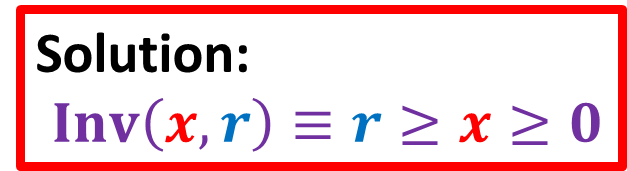 Solution:
Inv(x, r) ≡ r ≥ x ≥ 0